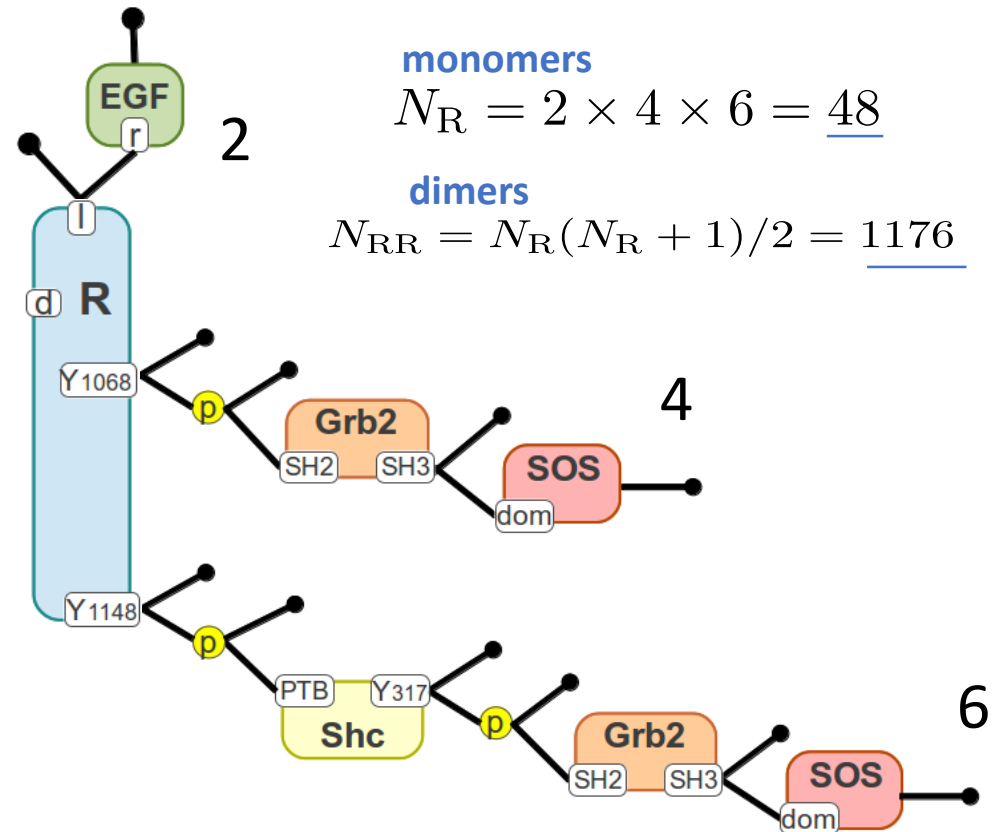 monomers
N_R = 2 × 4 × 6 = 48
dimers
N_RR = N_R(N_R + 1)/2 = 1176
EGF
r
2
l
d
R
Y1068
p
4
Grb2
SH2
SH3
SOS
dom
Y1148
p
PTB
Y317
Shc
p
6
Grb2
SH2
SH3
SOS
dom